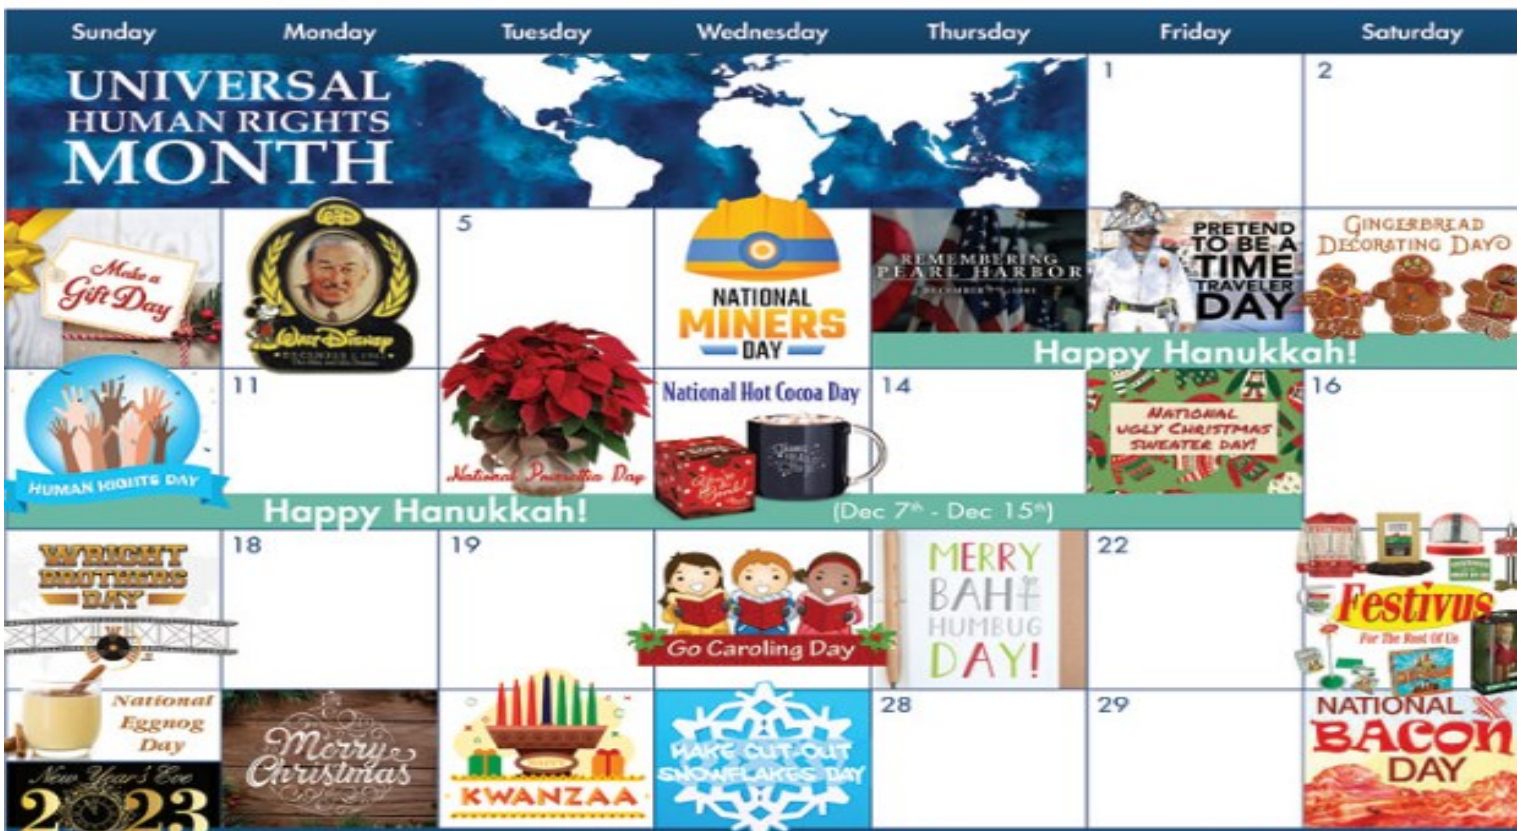 Sunday Monday Tuesday Wednesday Thursday Friday Saturday
UNIVERSAL
HUMAN RIGHTS
MONTH
1
2
Make a
Gift Day
WALT DISNEY
5
NATIONAL
MINERS
DAY
REMEMBERING
PEARL HARBOR
PRETEND
TO BE A
TIME
TRAVELER
DAY
GINGERBREAD
DECORATING DAY
Happy Hanukkah!
HUMAN RIGHTS DAY
11
National Poinsettia Day
National Hot Cocoa Day
14
NATIONAL
UGLY CHRISTMAS
SWEATER DAY!
16
Happy Hanukkah!
(Dec 7th - Dec 15th)
WRIGHT
BROTHERS
DAY
18
19
Go Caroling Day
MERRY
BAH
HUMBUG
DAY!
22
Festivus
For The Rest Of Us
National
Eggnog
Day
New Year's Eve
2023
Merry
Christmas
KWANZAA
MAKE CUT-OUT
SNOWFLAKES DAY
28
29
NATIONAL
BACON
DAY